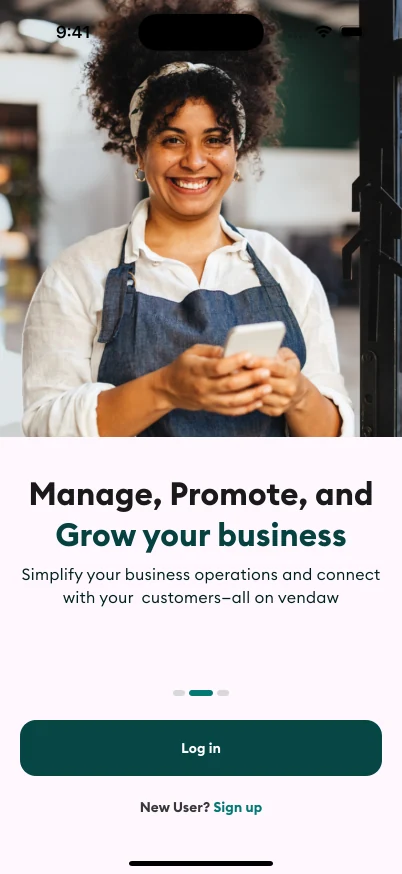 9:41
Manage, Promote, and
Grow your business
Simplify your business operations and connect
with your  customers–all on vendaw
Log in
New User? Sign up